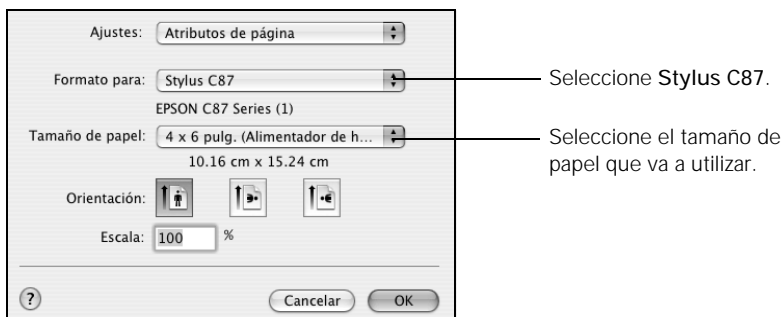 Ajustes: Atributos de página
Formato para: Stylus C87
Seleccione Stylus C87.
EPSON C87 Series (1)
Tamaño de papel: 4 x 6 pulg. (Alimentador de h...
Seleccione el tamaño de
papel que va a utilizar.
10.16 cm x 15.24 cm
Orientación:
Escala: 100 %
?
Cancelar
OK